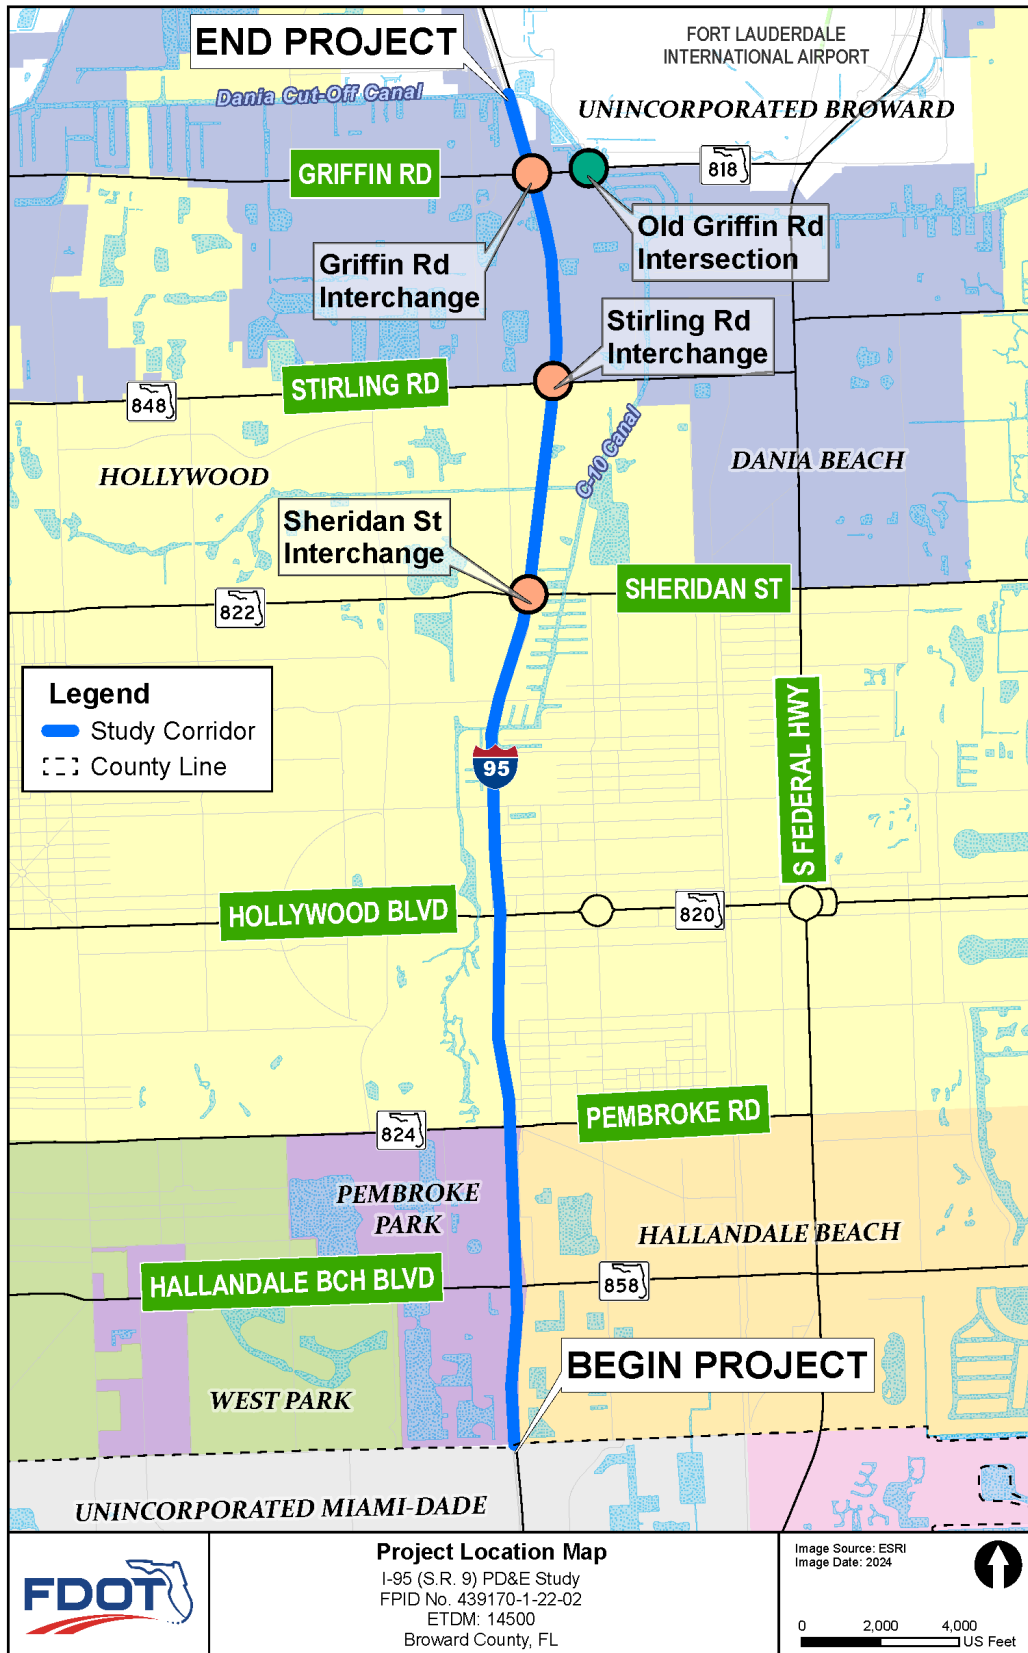 END PROJECT
FORT LAUDERDALE
INTERNATIONAL AIRPORT
Dania Cut-Off Canal
UNINCORPORATED BROWARD
GRIFFIN RD
818
Old Griffin Rd
Intersection
Griffin Rd
Interchange
Stirling Rd
Interchange
STIRLING RD
848
C-10 Canal
HOLLYWOOD
DANIA BEACH
Sheridan St
Interchange
SHERIDAN ST
822
Legend
Study Corridor
County Line
95
S FEDERAL HWY
HOLLYWOOD BLVD
820
PEMBROKE RD
824
PEMBROKE
PARK
HALLANDALE BEACH
HALLANDALE BCH BLVD
858
BEGIN PROJECT
WEST PARK
UNINCORPORATED MIAMI-DADE
FDOT
Project Location Map
I-95 (S.R. 9) PD&E Study
FPID No. 439170-1-22-02
ETDM: 14500
Broward County, FL
Image Source: ESRI
Image Date: 2024
0 2,000 4,000
US Feet